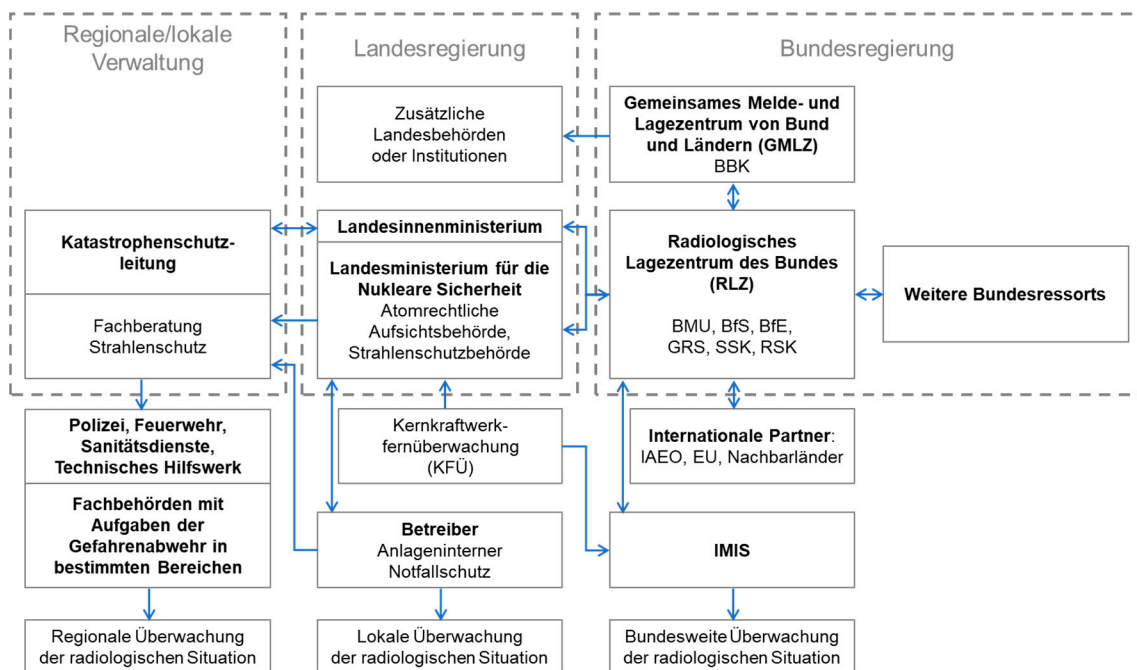 Regionale/lokale
Verwaltung
Landesregierung
Bundesregierung
Zusätzliche
Landesbehörden
oder Institutionen
Gemeinsames Melde- und
Lagezentrum von Bund
und Ländern (GMLZ)
BBK
Katastrophenschutz-
leitung
Fachberatung
Strahlenschutz
Landesinnenministerium
Landesministerium für die
Nukleare Sicherheit
Atomrechtliche
Aufsichtsbehörde,
Strahlenschutzbehörde
Radiologisches
Lagezentrum des Bundes
(RLZ)
BMU, BfS, BfE,
GRS, SSK, RSK
Weitere Bundesressorts
Polizei, Feuerwehr,
Sanitätsdienste,
Technisches Hilfswerk
Fachbehörden mit
Aufgaben der
Gefahrenabwehr in
bestimmten Bereichen
Kernkraftwerk-
fernüberwachung
(KFÜ)
Internationale Partner:
IAEO, EU, Nachbarländer
Betreiber
Anlageninterner
Notfallschutz
IMIS
Regionale Überwachung
der radiologischen Situation
Lokale Überwachung
der radiologischen Situation
Bundesweite Überwachung
der radiologischen Situation